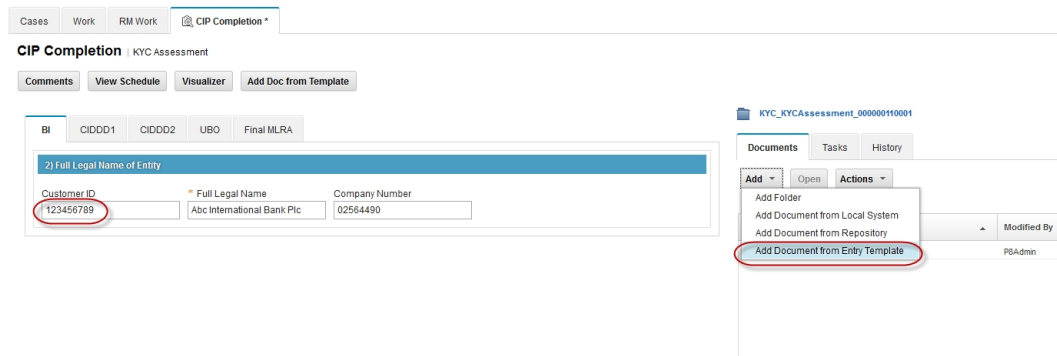 Cases Work RM Work CIP Completion *
CIP Completion | KYC Assessment
Comments View Schedule Visualizer Add Doc from Template
BI CIDDD1 CIDDD2 UBO Final MLRA
2) Full Legal Name of Entity
Customer ID * Full Legal Name Company Number
123456789 Abc International Bank Plc 02564490
KYC_KYCAssessment_000000110001
Documents Tasks History
Add Open Actions
Add Folder
Add Document from Local System
Add Document from Repository
Modified By
Add Document from Entry Template
P8Admin